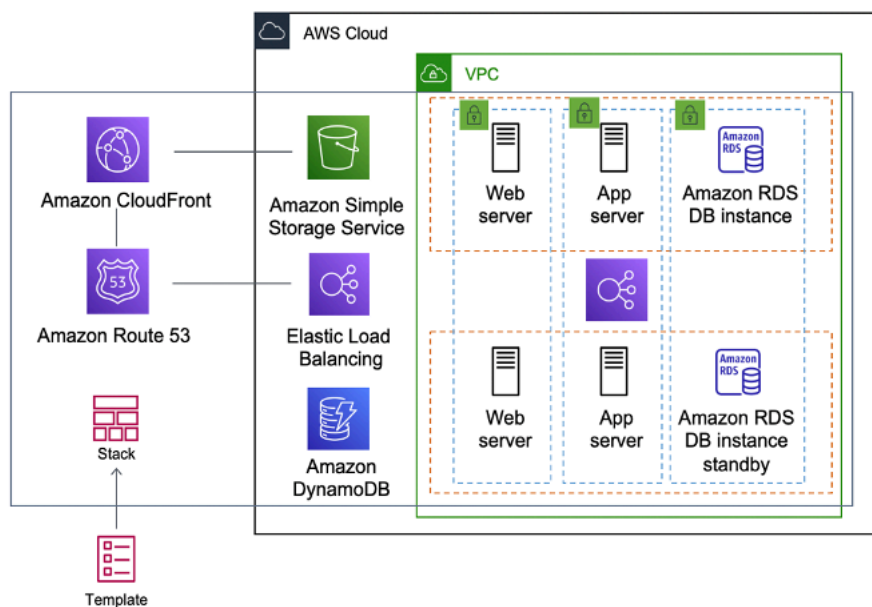 AWS Cloud
VPC
Amazon CloudFront
Amazon Simple
Storage Service
Web
server
App
server
Amazon
RDS
Amazon RDS
DB instance
53
Amazon Route 53
Elastic Load
Balancing
Stack
Amazon
DynamoDB
Web
server
App
server
Amazon
RDS
Amazon RDS
DB instance
standby
Template